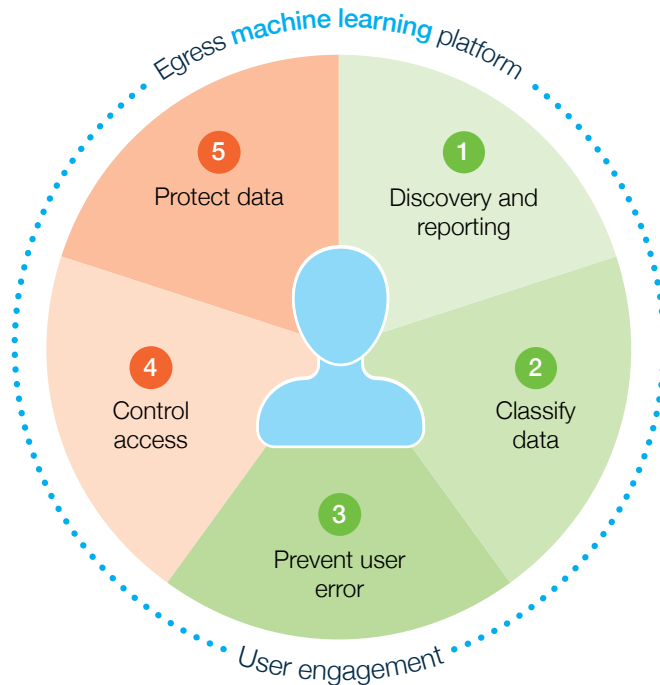 Egress machine learning platform
1
Discovery and
reporting
2
Classify
data
3
Prevent user
error
4
Control
access
5
Protect data
User engagement